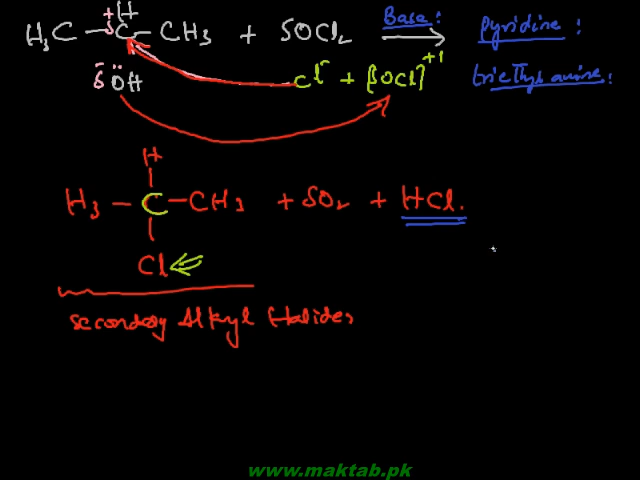 δ+ H
H₃C — C — CH₃ + SOCl₂ Base: Pyridine:
δ- ÖH Cl⁻ + [SOCl]⁺¹ triethyl amine:
H
H₃ — C — CH₃ + SO₂ + HCl.
Cl
secondary Alkyl Halides
www.maktab.pk